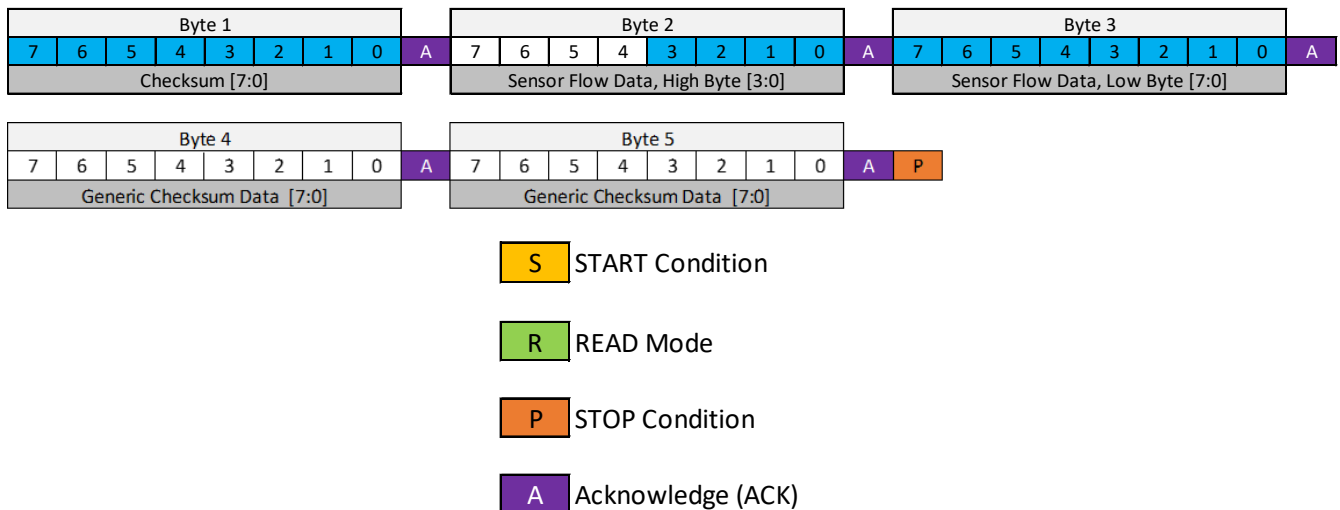 Byte 1 Byte 2 Byte 3
7 6 5 4 3 2 1 0 A 7 6 5 4 3 2 1 0 A 7 6 5 4 3 2 1 0 A
Checksum [7:0] Sensor Flow Data, High Byte [3:0] Sensor Flow Data, Low Byte [7:0]
Byte 4 Byte 5
7 6 5 4 3 2 1 0 A 7 6 5 4 3 2 1 0 A P
Generic Checksum Data [7:0] Generic Checksum Data [7:0]
S START Condition
R READ Mode
P STOP Condition
A Acknowledge (ACK)